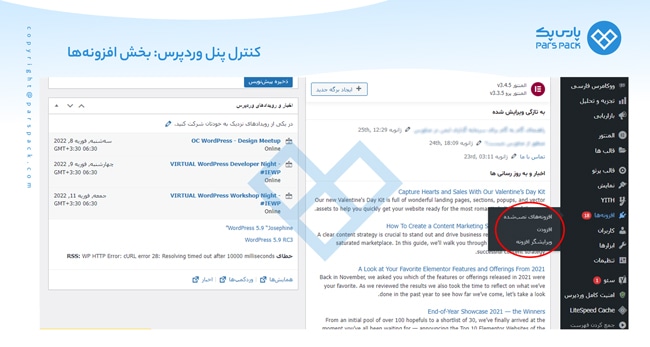 پارس پک
PARS PACK
کنترل پنل وردپرس: بخش افزونه‌ها
copyright@parspack.com
ووکامرس فارسی
تجزیه و تحلیل
بازاریابی
المنتور
قالب ها
قالب پرتو
نمایش
YITH
افزونه‌ها 18
کاربران
ابزارها
تنظیمات
سئو 1
امنیت کامل وردپرس
LiteSpeed Cache
جمع کردن فهرست
افزونه‌های نصب‌شده
افزودن
ویرایشگر افزونه
المنتور v3.4.5
المنتور پرو v3.3.5
ایجاد برگه جدید
به تازگی ویرایش شده
ژانویه 25th, 12:29
ژانویه 24th, 18:09
تماس با ما ژانویه 23rd, 03:11
اخبار و به روز رسانی ها
Capture Hearts and Sales With Our Valentine's Day Kit
Our new Valentine's Day Kit is full of wonderful landing pages, sections, popups, and vector
assets to help you quickly get your website ready for the most roman
How To Create a Content Marketing S
A clear content strategy is crucial to stand out and drive business re
saturated marketplace. In this guide, we'll walk you through
successful content strategy
A Look at Your Favorite Elementor Features and Offerings From 2021
Back in November, we asked you which of the features or offerings released in 2021 were
your favorite. As we reviewed the results we also took the time to reflect on what we've
done in the past year to see how far we've come, let's take a look.
End-of-Year Showcase 2021 — the Winners
From an initial pool of over 100 hopefuls to a shortlist of 30, we've finally arrived at the
moment you've all been waiting for — announcing the Top 10 Elementor Websites of the
ذخیره پیش‌نویس
اخبار و رویدادهای وردپرس
در یکی از رویدادهای نزدیک به خودتان شرکت کنید.
OC WordPress - Design Meetup
Online
سه‌شنبه, فوریه 8, 2022
GMT+3:30 06:30
VIRTUAL WordPress Developer Night -
#IEWP
Online
چهارشنبه, فوریه 9, 2022
GMT+3:30 06:30
VIRTUAL WordPress Workshop Night -
#IEWP
Online
جمعه, فوریه 11, 2022
GMT+3:30 06:30
WordPress 5.9 "Josephine"
WordPress 5.9 RC3
خطای RSS: WP HTTP Error: cURL error 28: Resolving timed out after 10000 milliseconds
همایش‌ها | وردکمپ‌ها | اخبار